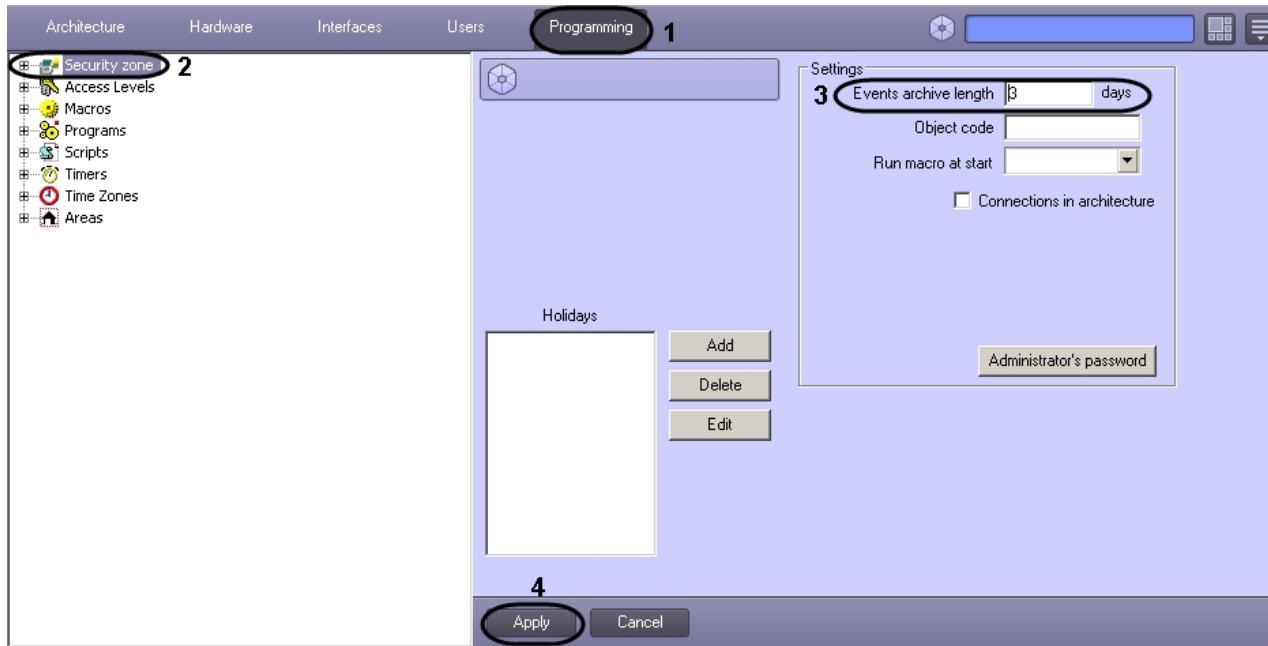 Architecture Hardware Interfaces Users Programming 1
Security zone 2
Access Levels
Macros
Programs
Scripts
Timers
Time Zones
Areas
Settings
3 Events archive length 3 days
Object code
Run macro at start
Connections in architecture
Administrator's password
Holidays
Add
Delete
Edit
4
Apply Cancel